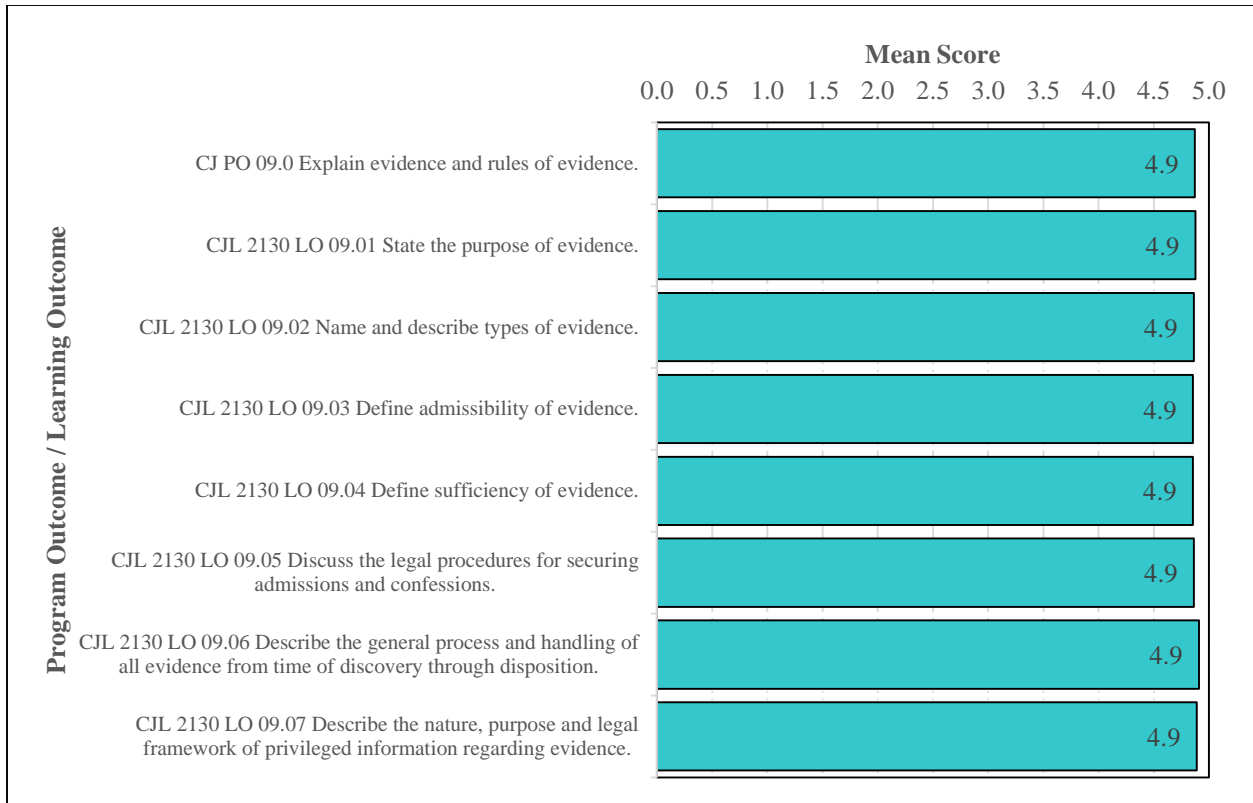 Mean Score
0.0 0.5 1.0 1.5 2.0 2.5 3.0 3.5 4.0 4.5 5.0
Program Outcome / Learning Outcome
CJ PO 09.0 Explain evidence and rules of evidence.
4.9
CJL 2130 LO 09.01 State the purpose of evidence.
4.9
CJL 2130 LO 09.02 Name and describe types of evidence.
4.9
CJL 2130 LO 09.03 Define admissibility of evidence.
4.9
CJL 2130 LO 09.04 Define sufficiency of evidence.
4.9
CJL 2130 LO 09.05 Discuss the legal procedures for securing
admissions and confessions.
4.9
CJL 2130 LO 09.06 Describe the general process and handling of
all evidence from time of discovery through disposition.
4.9
CJL 2130 LO 09.07 Describe the nature, purpose and legal
framework of privileged information regarding evidence.
4.9